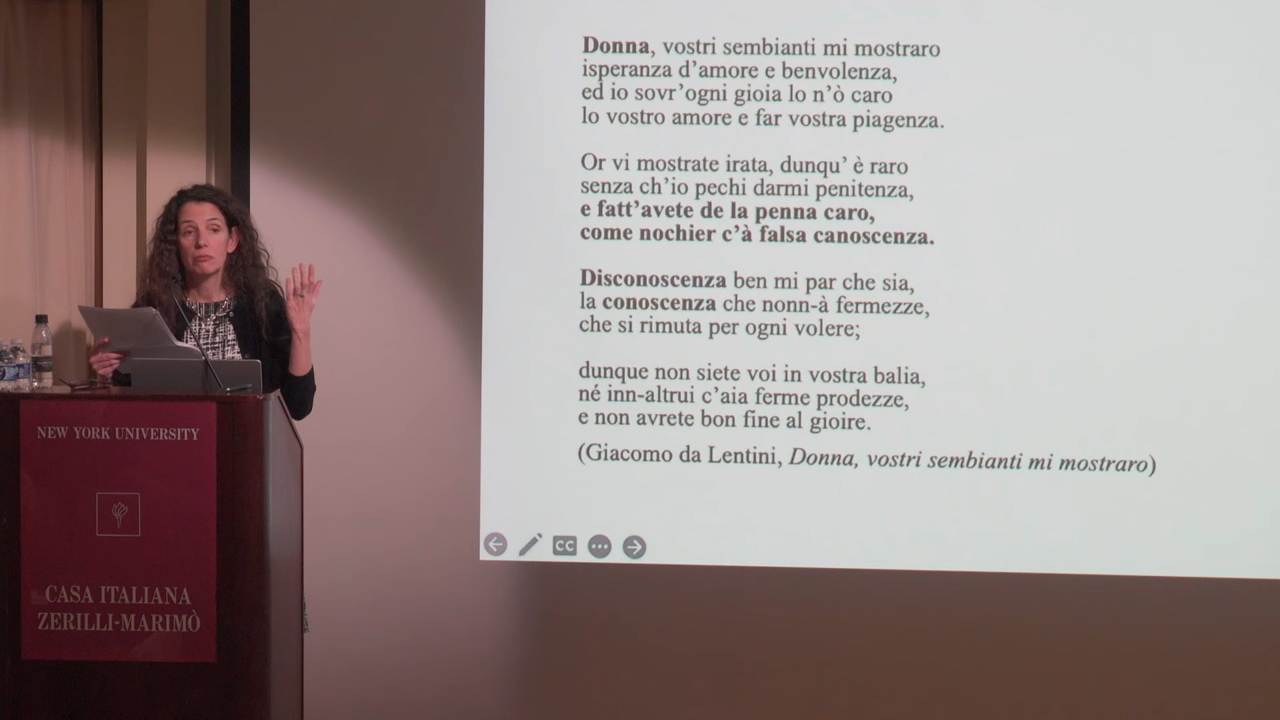 Donna, vostri sembianti mi mostraro
isperanza d’amore e benvolenza,
ed io sovr’ogni gioia lo n’ò caro
lo vostro amore e far vostra piagenza.
Or vi mostrate irata, dunqu’ è raro
senza ch’io pechi darmi penitenza,
e fatt’avete de la penna caro,
come nochier c’à falsa canoscenza.
Disconoscenza ben mi par che sia,
la conoscenza che nonn-à fermezze,
che si rimuta per ogni volere;
dunque non siete voi in vostra balia,
né inn-altrui c’aia ferme prodezze,
e non avrete bon fine al gioire.
(Giacomo da Lentini, Donna, vostri sembianti mi mostraro)
CC
NEW YORK UNIVERSITY
CASA ITALIANA
ZERILLI-MARIMÒ